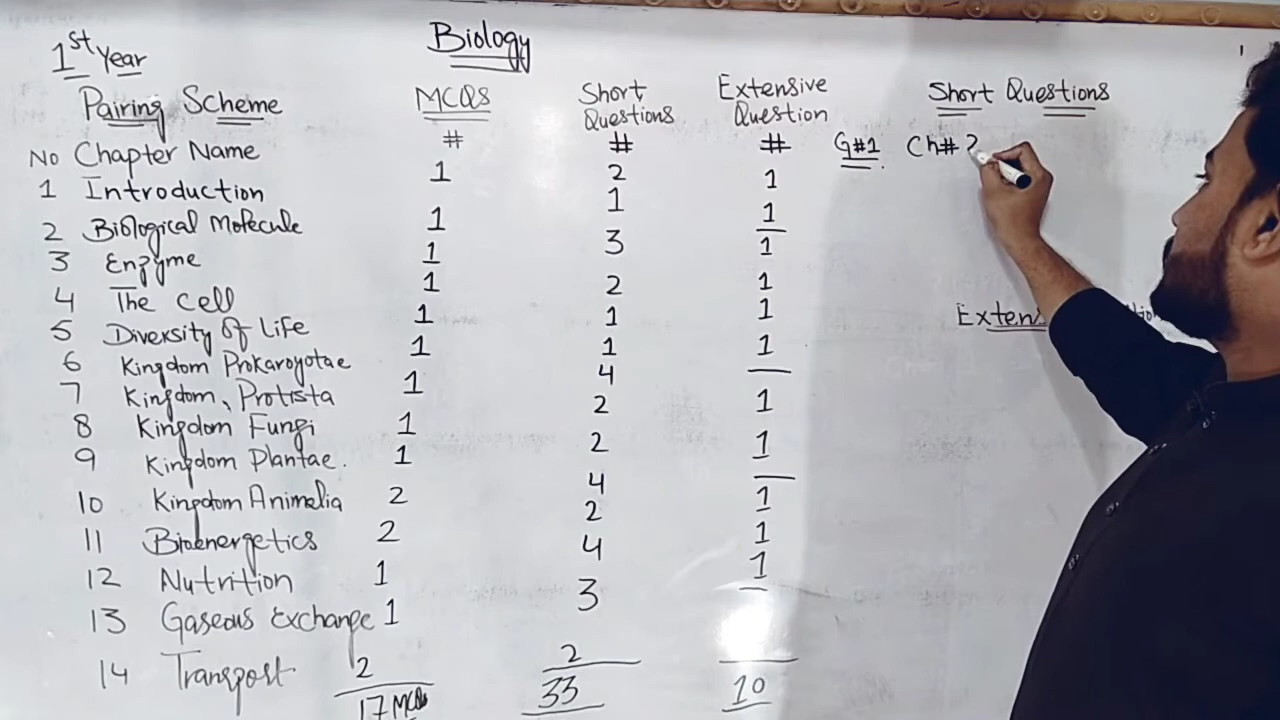 1st Year
Biology
Pairing Scheme
MCQS
#
Short Questions
#
Extensive Question
#
Short Questions
G#1 Ch#
No Chapter Name
1 Introduction 1 2 1
2 Biological Molecule 1 1 1
3 Enzyme 1 3 1
4 The Cell 1 2 1
5 Diversity of Life 1 1 1
6 Kingdom Prokaroyotae 1 1 1
7 Kingdom, Protista 1 4
8 Kingdom Fungi 1 2 1
9 Kingdom Plantae. 1 2 1
10 Kingdom Animalia 2 4 1
11 Bioenergetics 2 2 1
12 Nutrition 1 4 1
13 Gaseous Exchange 1 3
14 Transport 2 2
17 MCQs 33 10